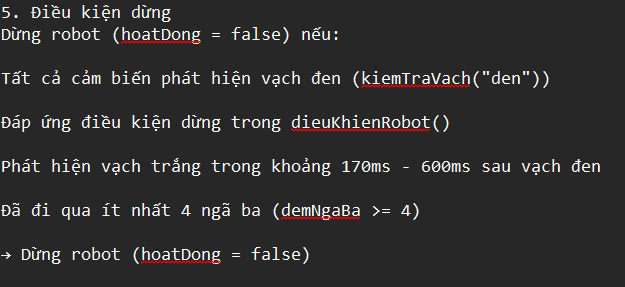 5. Điều kiện dừng
Dừng robot (hoatDong = false) nếu:
Tất cả cảm biến phát hiện vạch đen (kiemTraVach("den"))
Đáp ứng điều kiện dừng trong dieuKhienRobot()
Phát hiện vạch trắng trong khoảng 170ms - 600ms sau vạch đen
Đã đi qua ít nhất 4 ngã ba (demNgaBa >= 4)
→ Dừng robot (hoatDong = false)